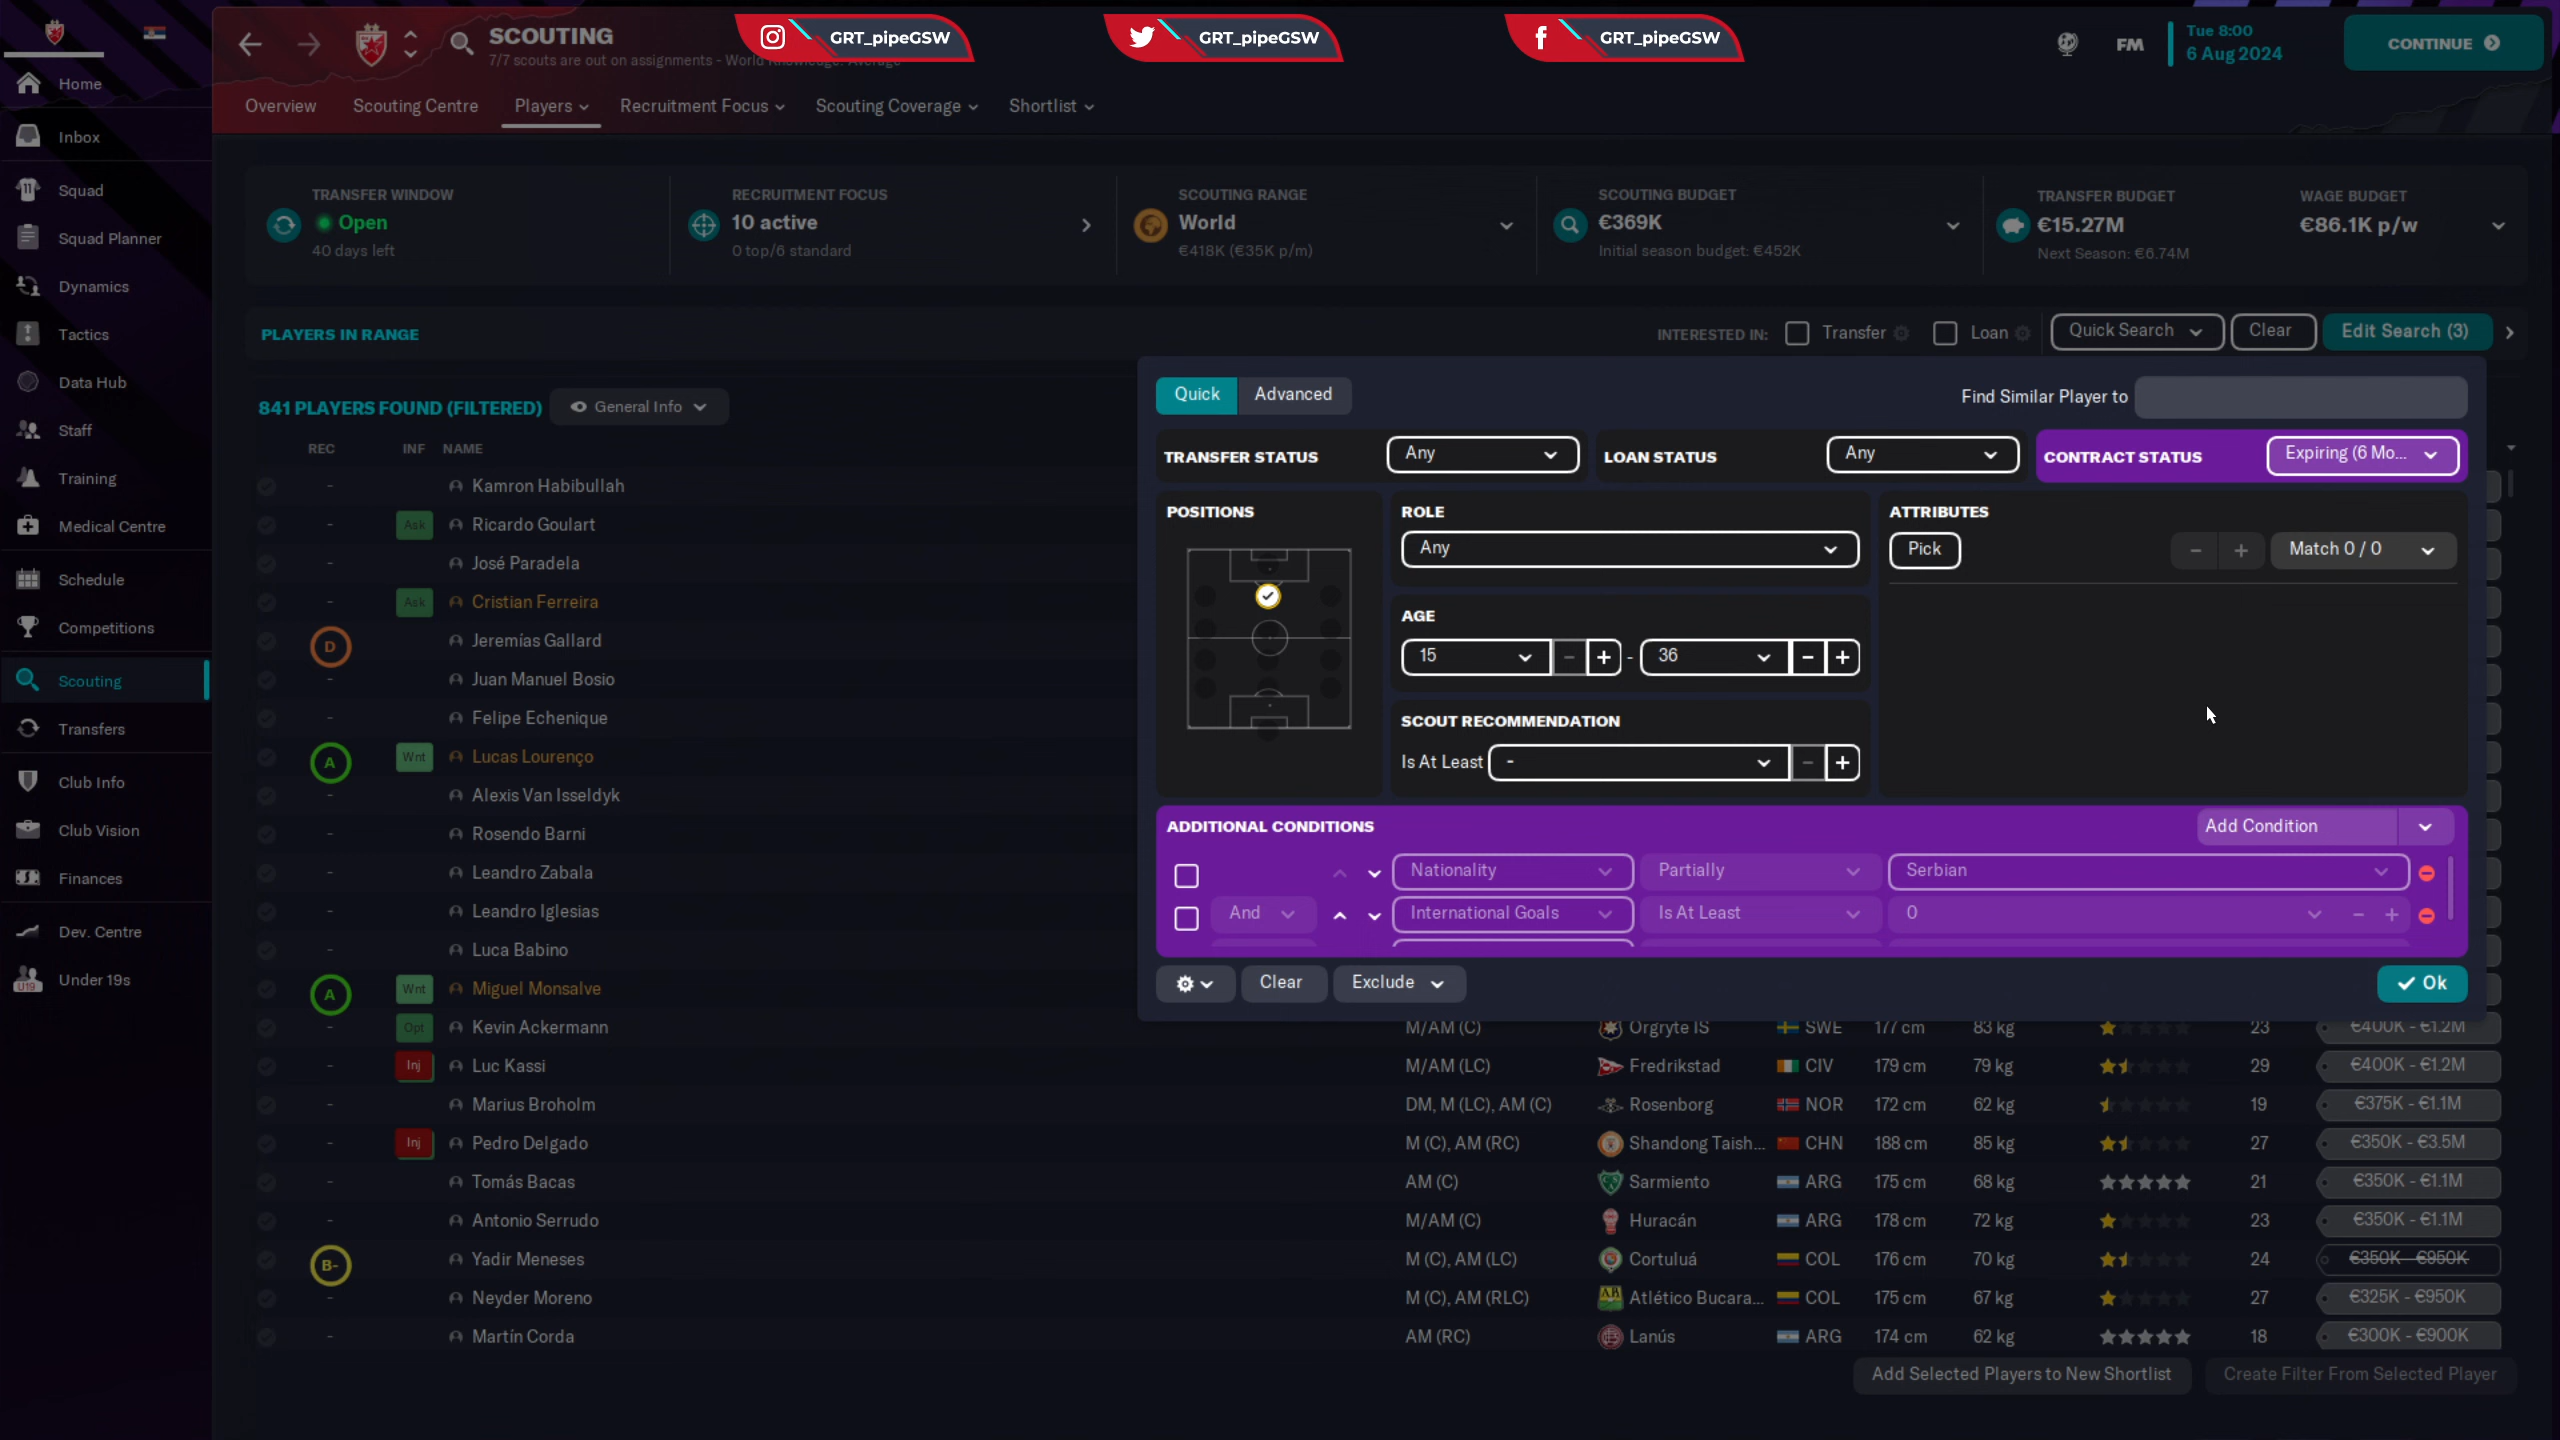 SCOUTING
7/7 scouts are out on assignments - World Knowledge: Average
GRT_pipeGSW
GRT_pipeGSW
GRT_pipeGSW
FM
Tue 8:00
6 Aug 2024
CONTINUE
Overview
Scouting Centre
Players
Recruitment Focus
Scouting Coverage
Shortlist
Home
Inbox
Squad
Squad Planner
Dynamics
Tactics
Data Hub
Staff
Training
Medical Centre
Schedule
Competitions
Scouting
Transfers
Club Info
Club Vision
Finances
Dev. Centre
U19
Under 19s
TRANSFER WINDOW
Open
40 days left
RECRUITMENT FOCUS
10 active
0 top/6 standard
SCOUTING RANGE
World
€418K (€35K p/m)
SCOUTING BUDGET
€369K
Initial season budget: €452K
TRANSFER BUDGET
€15.27M
Next Season: €6.74M
WAGE BUDGET
€86.1K p/w
PLAYERS IN RANGE
INTERESTED IN:
Transfer
Loan
Quick Search
Clear
Edit Search (3)
841 PLAYERS FOUND (FILTERED)
General Info
REC INF NAME
- Kamron Habibullah
- Ask Ricardo Goulart
- José Paradela
- Ask Cristian Ferreira
D Jeremías Gallard
- Juan Manuel Bosio
- Felipe Echenique
A Wnt Lucas Lourenço
- Alexis Van Isseldyk
- Rosendo Barni
- Leandro Zabala
- Leandro Iglesias
- Luca Babino
A Wnt Miguel Monsalve
- Opt Kevin Ackermann M/AM (C) Örgryte IS SWE 177 cm 83 kg 23 €400K - €1.2M
- Inj Luc Kassi M/AM (LC) Fredrikstad CIV 179 cm 79 kg 29 €400K - €1.2M
- Marius Broholm DM, M (LC), AM (C) Rosenborg NOR 172 cm 62 kg 19 €375K - €1.1M
- Inj Pedro Delgado M (C), AM (RC) Shandong Taish... CHN 188 cm 85 kg 27 €350K - €3.5M
- Tomás Bacas AM (C) Sarmiento ARG 175 cm 68 kg 21 €350K - €1.1M
- Antonio Serrudo M/AM (C) Huracán ARG 178 cm 72 kg 23 €350K - €1.1M
B- Yadir Meneses M (C), AM (LC) Cortuluá COL 176 cm 70 kg 24 €350K - €950K
- Neyder Moreno M (C), AM (RLC) Atlético Bucara... COL 175 cm 67 kg 27 €325K - €950K
- Martín Corda AM (RC) Lanús ARG 174 cm 62 kg 18 €300K - €900K
Quick
Advanced
Find Similar Player to
TRANSFER STATUS
Any
LOAN STATUS
Any
CONTRACT STATUS
Expiring (6 Mo...
POSITIONS
ROLE
Any
AGE
15 - + - 36 - +
SCOUT RECOMMENDATION
Is At Least - - +
ATTRIBUTES
Pick
- + Match 0 / 0
ADDITIONAL CONDITIONS
Add Condition
Nationality Partially Serbian
And International Goals Is At Least 0 - +
Clear
Exclude
Ok
Add Selected Players to New Shortlist
Create Filter From Selected Player